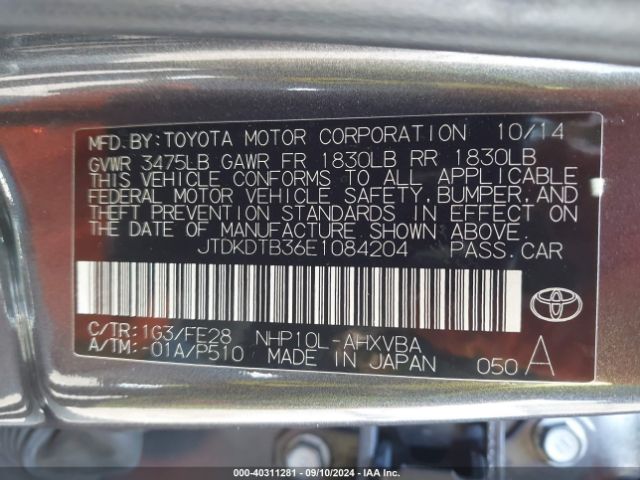 MFD.BY:TOYOTA MOTOR CORPORATION 10/14
GVWR 3475LB GAWR FR 1830LB RR 1830LB
THIS VEHICLE CONFORMS TO ALL APPLICABLE
FEDERAL MOTOR VEHICLE SAFETY,BUMPER,AND
THEFT PREVENTION STANDARDS IN EFFECT ON
THE DATE OF MANUFACTURE SHOWN ABOVE.
JTDKDTB36E1084204 PASS.CAR
C/TR:1G3/FE28 NHP10L-AHXVBA
A/TM:-01A/P510 MADE IN JAPAN 050 A
TOYOTA
000-40311281 - 09/10/2024 - IAA Inc.